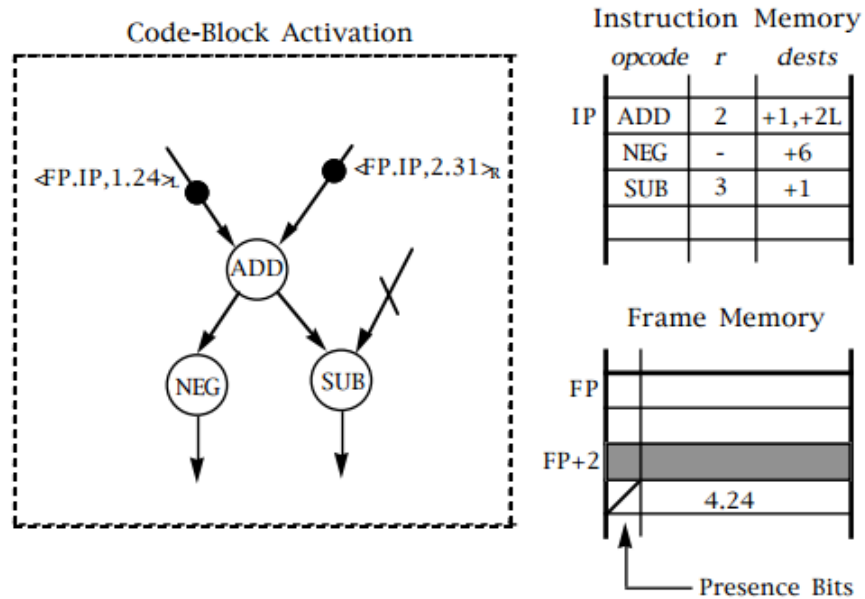 Code-Block Activation
<FP.IP,1.24>L
<FP.IP,2.31>R
ADD
NEG
SUB
Instruction Memory
opcode r dests
IP ADD 2 +1,+2L
NEG - +6
SUB 3 +1
Frame Memory
FP
FP+2
4.24
Presence Bits